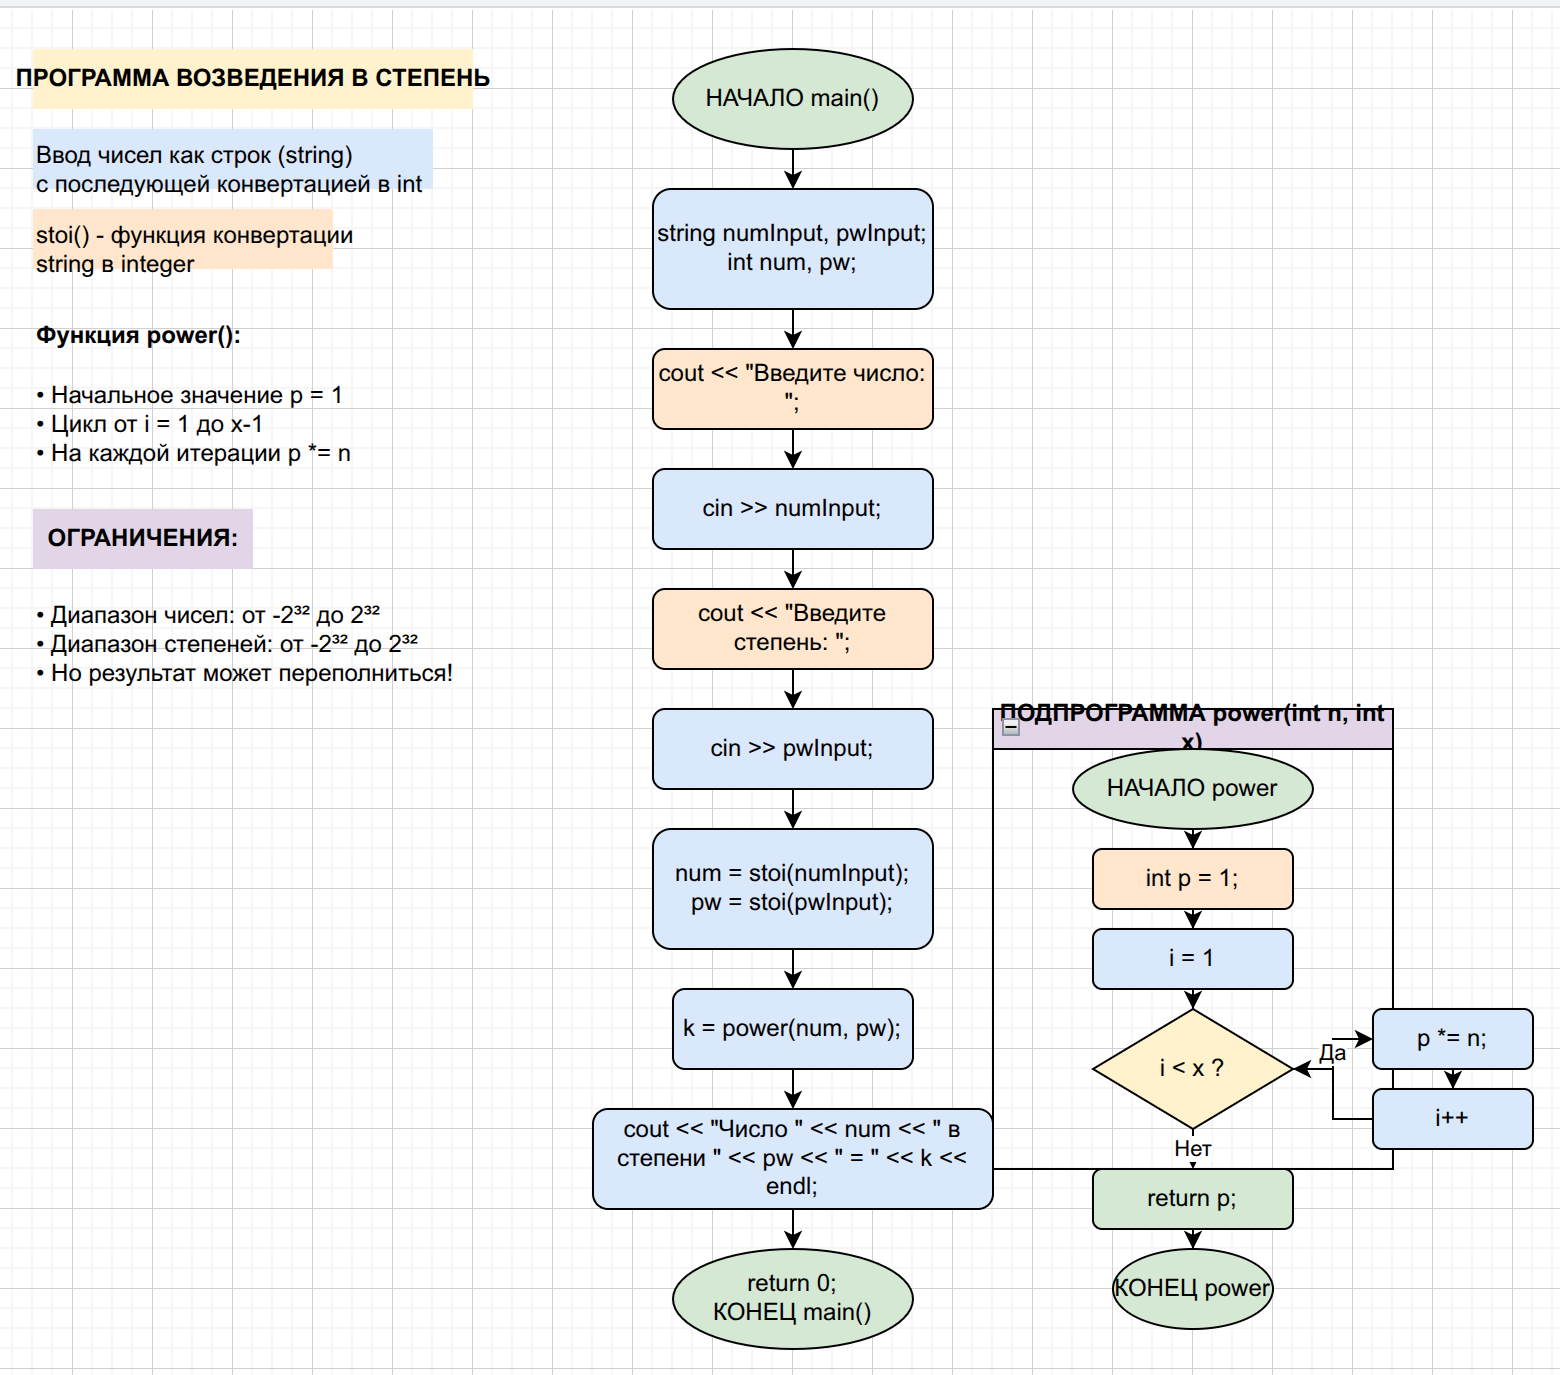 ПРОГРАММА ВОЗВЕДЕНИЯ В СТЕПЕНЬ
Ввод чисел как строк (string)
с последующей конвертацией в int
stoi() - функция конвертации
string в integer
Функция power():
• Начальное значение p = 1
• Цикл от i = 1 до x-1
• На каждой итерации p *= n
ОГРАНИЧЕНИЯ:
• Диапазон чисел: от -2³² до 2³²
• Диапазон степеней: от -2³² до 2³²
• Но результат может переполниться!
НАЧАЛО main()
string numInput, pwInput;
int num, pw;
cout << "Введите число:
";
cin >> numInput;
cout << "Введите
степень: ";
cin >> pwInput;
num = stoi(numInput);
pw = stoi(pwInput);
k = power(num, pw);
cout << "Число " << num << " в
степени " << pw << " = " << k <<
endl;
return 0;
КОНЕЦ main()
ПОДПРОГРАММА power(int n, int
x)
НАЧАЛО power
int p = 1;
i = 1
i < x ?
Да
p *= n;
i++
Нет
return p;
КОНЕЦ power